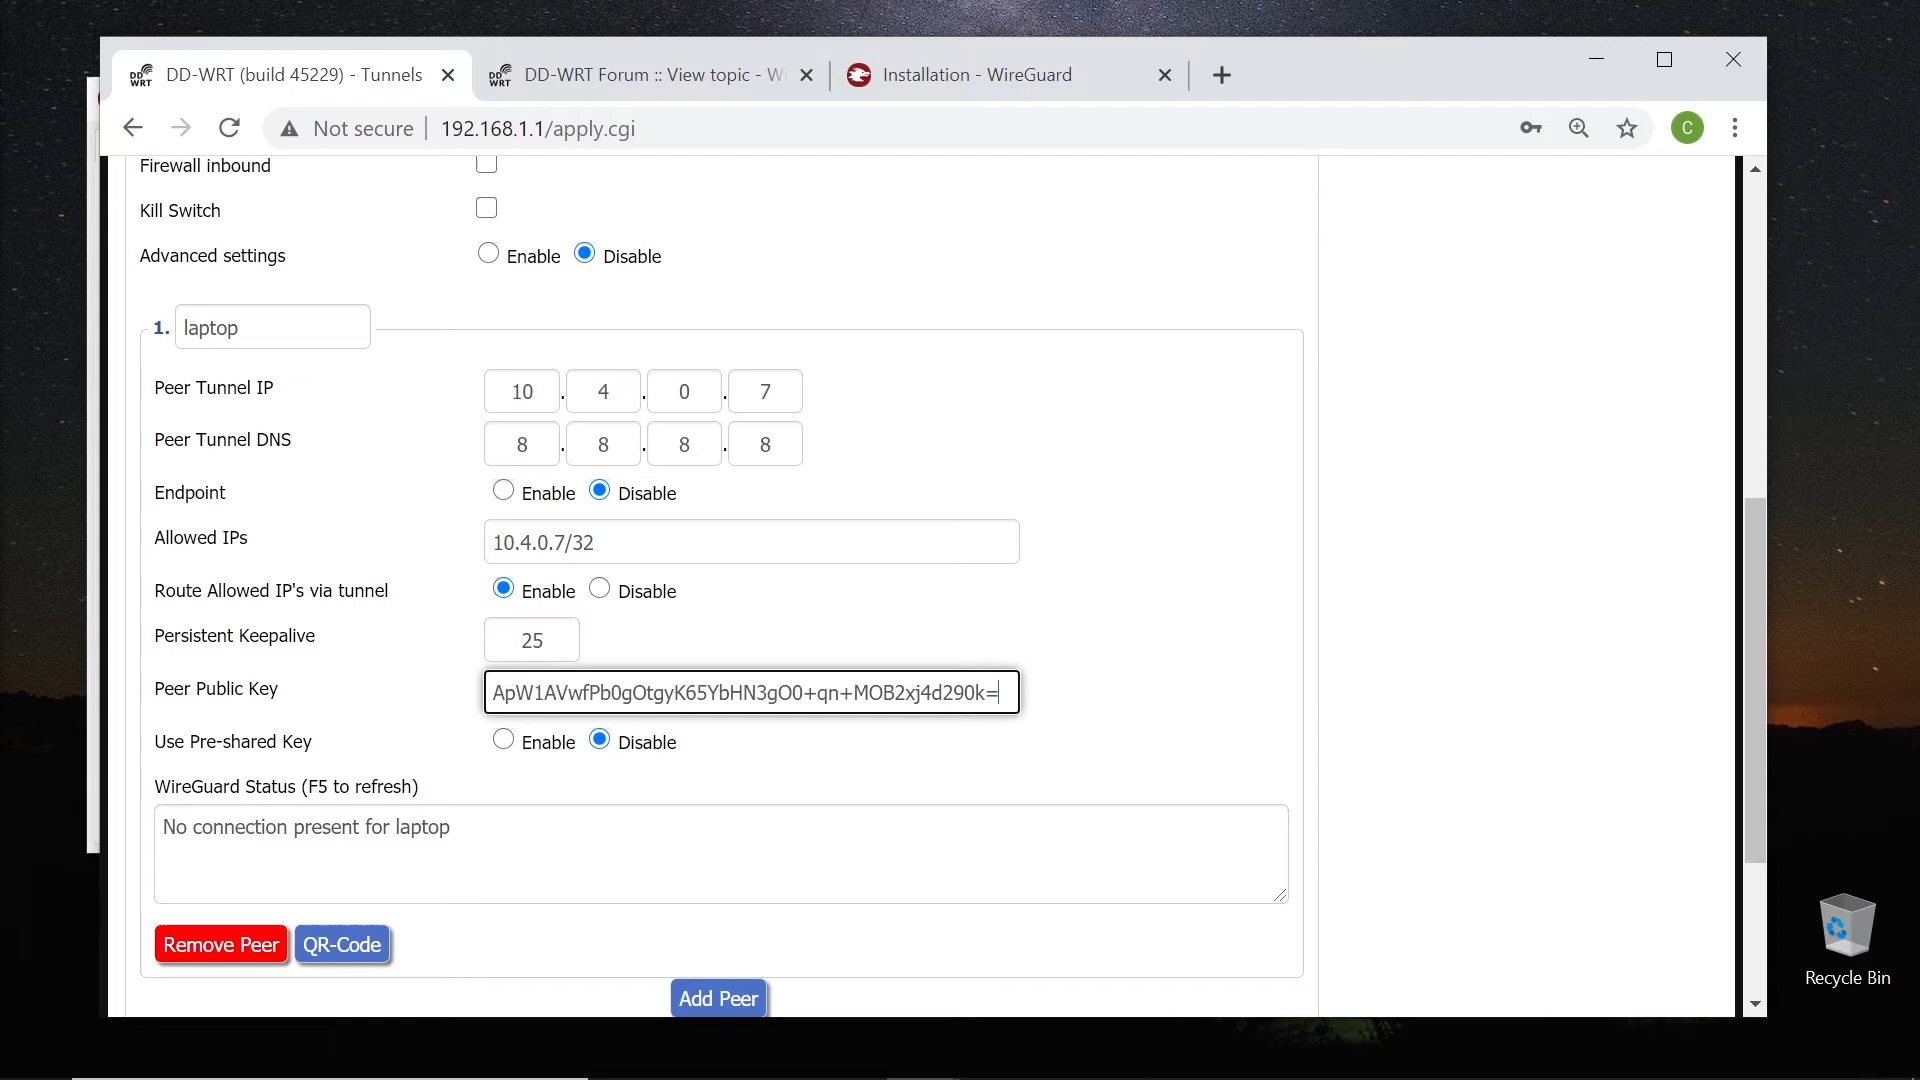 DD-WRT (build 45229) - Tunnels
DD-WRT Forum :: View topic - W
Installation - WireGuard
Not secure
192.168.1.1/apply.cgi
C
Firewall inbound
Kill Switch
Advanced settings Enable Disable
1. laptop
Peer Tunnel IP 10 . 4 . 0 . 7
Peer Tunnel DNS 8 . 8 . 8 . 8
Endpoint Enable Disable
Allowed IPs 10.4.0.7/32
Route Allowed IP's via tunnel Enable Disable
Persistent Keepalive 25
Peer Public Key ApW1AVwfPb0gOtgyK65YbHN3gO0+qn+MOB2xj4d290k=
Use Pre-shared Key Enable Disable
WireGuard Status (F5 to refresh)
No connection present for laptop
Remove Peer QR-Code
Add Peer
Recycle Bin